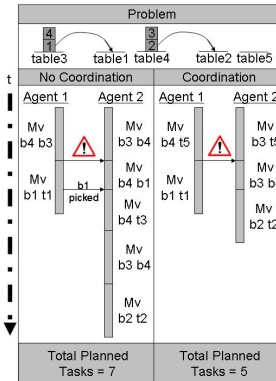 Problem
4
1
3
2
table3 table1 table4 table2 table5
t
No Coordination
Coordination
Agent 1 Agent 2
Agent 1 Agent 2
Mv
b4 b3
!
Mv
b3 b4
Mv
b4 b1
Mv
b1 t1
b1
picked
Mv
b4 t3
Mv
b3 b4
Mv
b2 t2
Mv
b4 t5
!
Mv
b3 t5
Mv
b1 t1
Mv
Mv
b2 t2
Total Planned
Tasks = 7
Total Planned
Tasks = 5